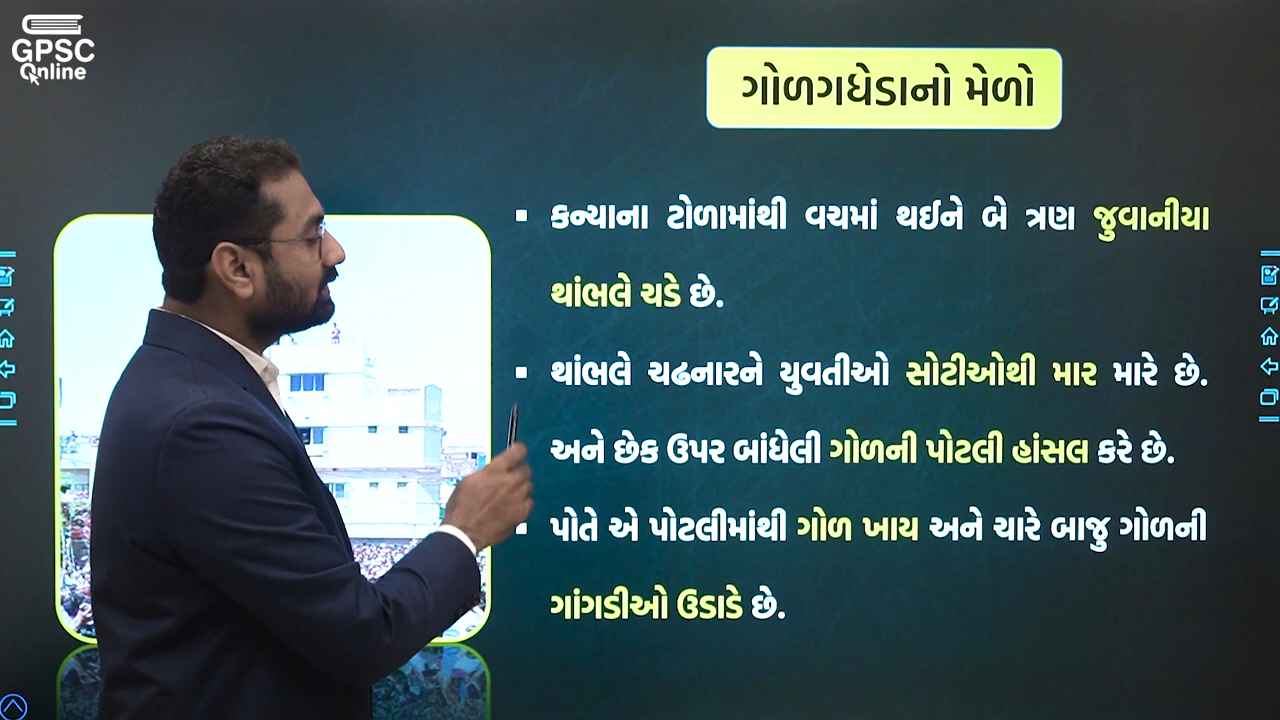 GPSC
Online
ગોળગધેડાનો મેળો
▪ કન્યાના ટોળામાંથી વચમાં થઈને બે ત્રણ જુવાનીયા
થાંભલે ચડે છે.
▪ થાંભલે ચઢનારને યુવતીઓ સોટીઓથી માર મારે છે.
અને છેક ઉપર બાંધેલી ગોળની પોટલી હાંસલ કરે છે.
▪ પોતે એ પોટલીમાંથી ગોળ ખાય અને ચારે બાજુ ગોળની
ગાંગડીઓ ઉડાડે છે.